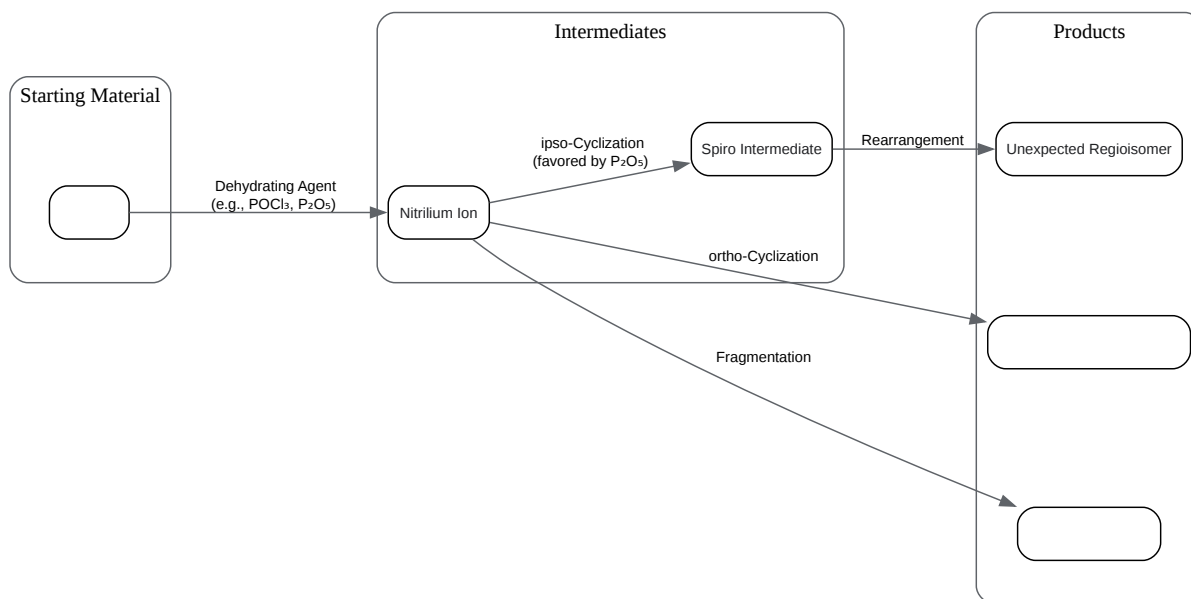 Intermediates
Products
Starting Material
Dehydrating Agent
(e.g., POCl₃, P₂O₅)
Nitrilium Ion
ipso-Cyclization
(favored by P₂O₅)
Spiro Intermediate
Rearrangement
Unexpected Regioisomer
ortho-Cyclization
Fragmentation